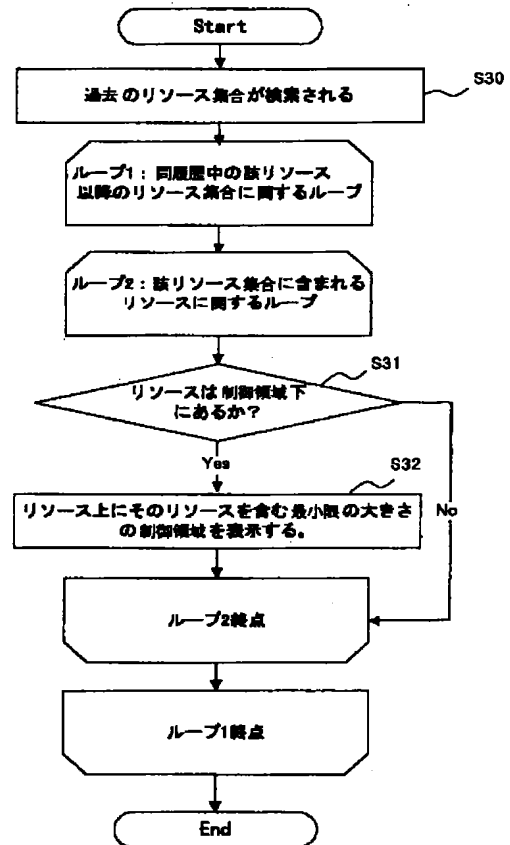 Start
過去のリソース集合が検索される
S30
ループ1：同履歴中の該リソース
以降のリソース集合に関するループ
ループ2：該リソース集合に含まれる
リソースに関するループ
S31
リソースは制御領域下
にあるか？
Yes
S32
リソース上にそのリソースを含む最小限の大きさ
の制御領域を表示する。
No
ループ2終点
ループ1終点
End